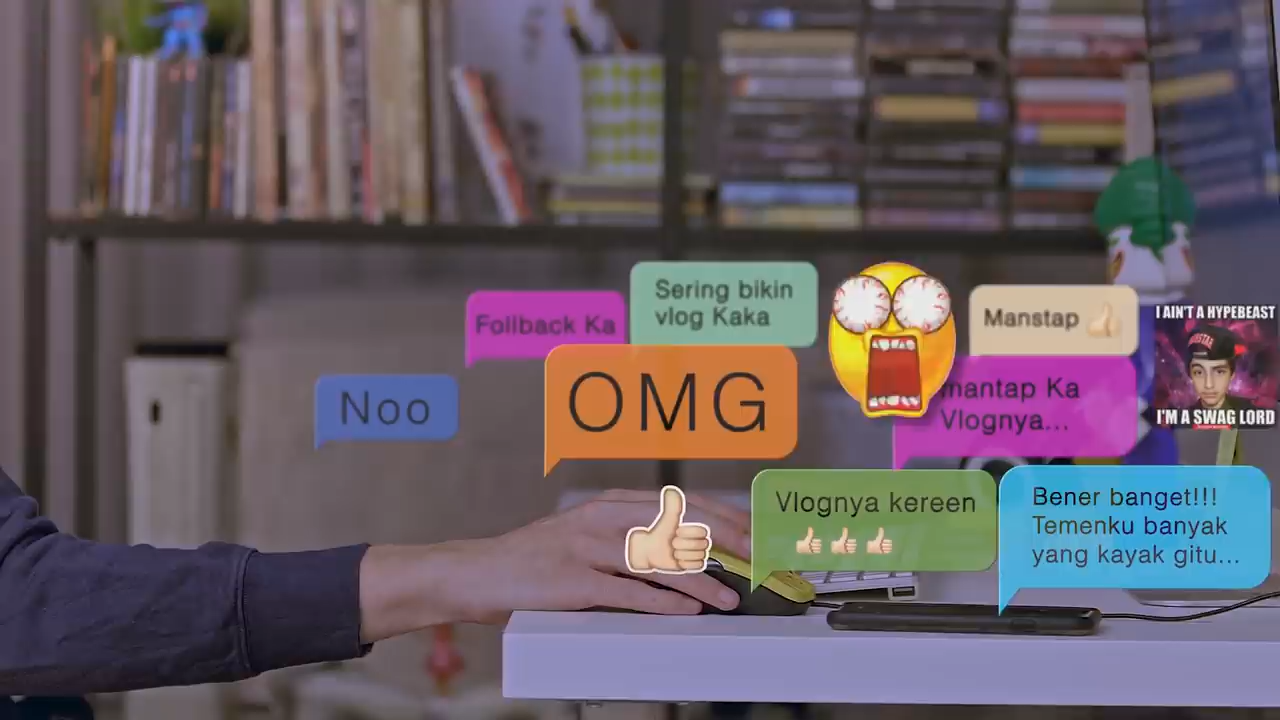 Follback Ka
Sering bikin
vlog Kaka
Manstap
Noo
OMG
mantap Ka
Vlognya...
I AIN'T A HYPEBEAST
I'M A SWAG LORD
Vlognya kereen
Bener banget!!!
Temenku banyak
yang kayak gitu...